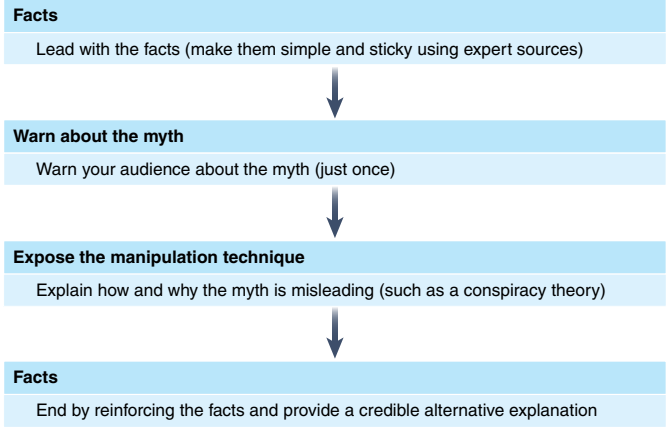 Facts
Lead with the facts (make them simple and sticky using expert sources)
Warn about the myth
Warn your audience about the myth (just once)
Expose the manipulation technique
Explain how and why the myth is misleading (such as a conspiracy theory)
Facts
End by reinforcing the facts and provide a credible alternative explanation